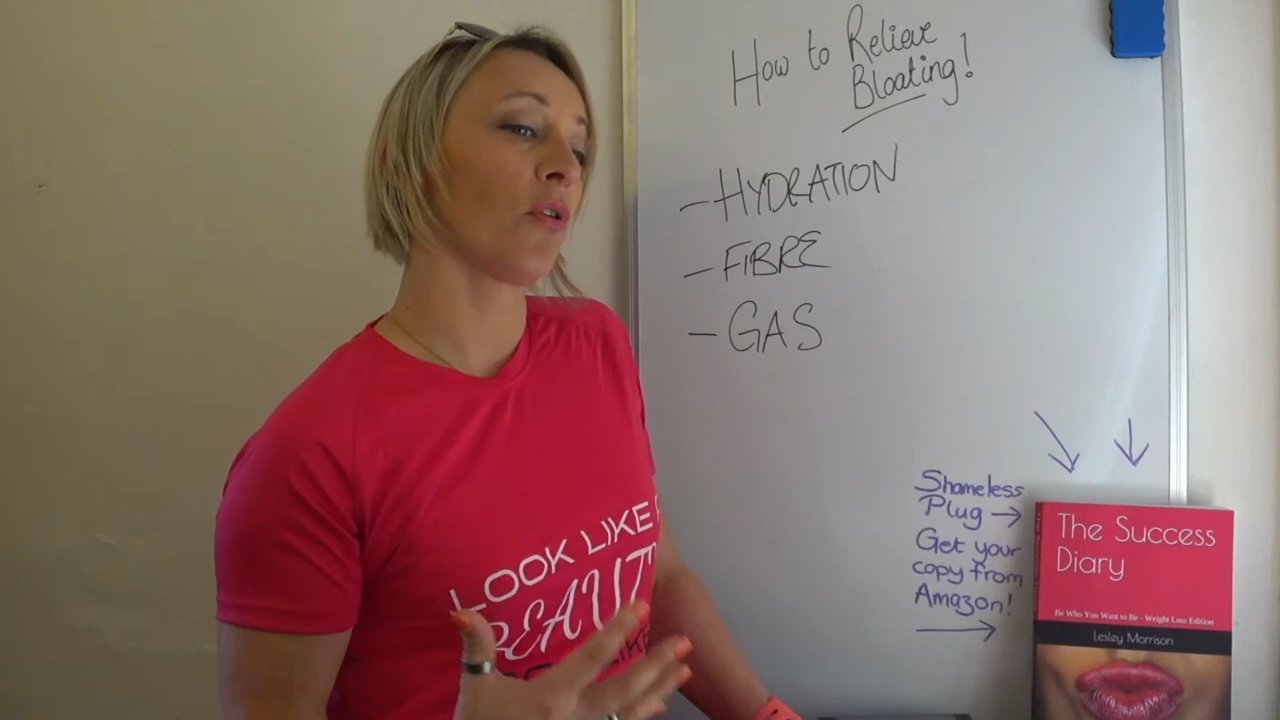 How to Relieve
Bloating!
- HYDRATION
- FIBRE
- GAS
Shameless
Plug →
Get your
copy from
Amazon!
The Success
Diary
Be Who You Want to Be - Weight Loss Edition
Lesley Morrison
LOOK LIKE